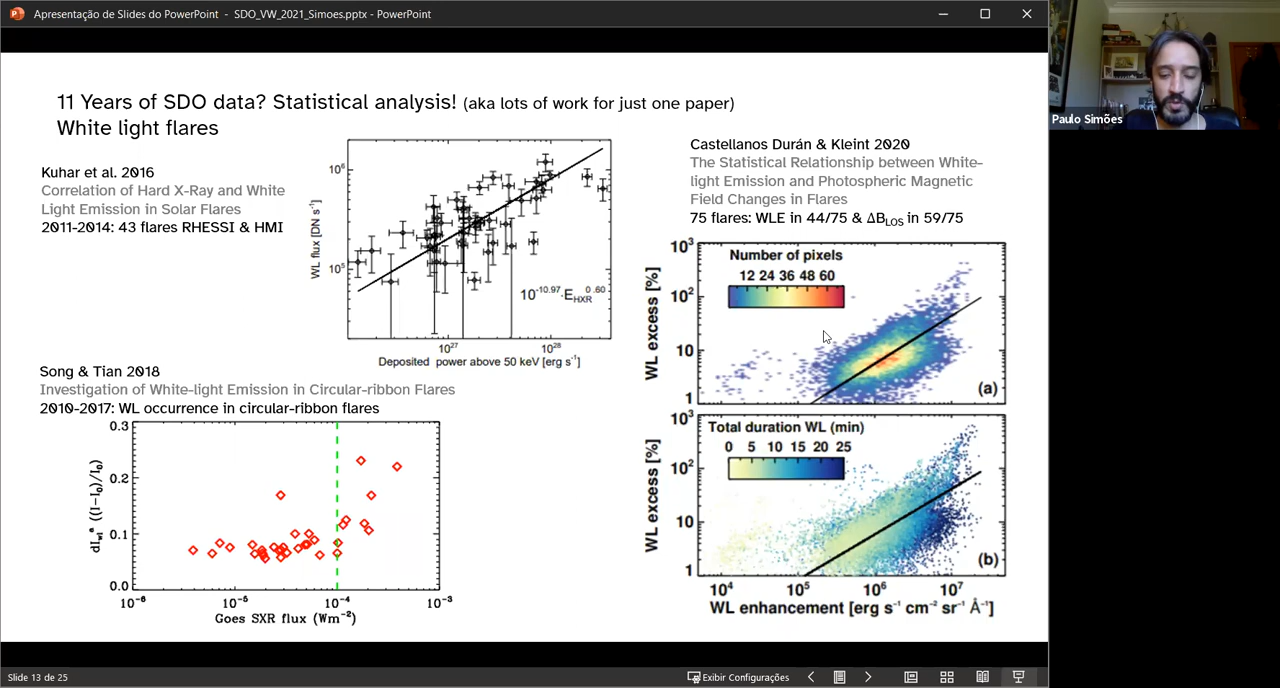 Apresentação de Slides do PowerPoint - SDO_VW_2021_Simoes.pptx - PowerPoint
Paulo Simões
11 Years of SDO data? Statistical analysis! (aka lots of work for just one paper)
White light flares
Kuhar et al. 2016
Correlation of Hard X-Ray and White
Light Emission in Solar Flares
2011-2014: 43 flares RHESSI & HMI
WL flux [DN s⁻¹]
10⁶
10⁵
10^-10.97 · E_HXR^0.60
10²⁷ 10²⁸
Deposited power above 50 keV [erg s⁻¹]
Song & Tian 2018
Investigation of White-light Emission in Circular-ribbon Flares
2010-2017: WL occurrence in circular-ribbon flares
0.3
0.2
0.1
0.0
10⁻⁶ 10⁻⁵ 10⁻⁴ 10⁻³
Goes SXR flux (Wm⁻²)
Castellanos Durán & Kleint 2020
The Statistical Relationship between White-
light Emission and Photospheric Magnetic
Field Changes in Flares
75 flares: WLE in 44/75 & ΔB_LOS in 59/75
WL excess [%]
10³
10²
10
1
Number of pixels
12 24 36 48 60
(a)
WL excess [%]
10³
10²
10
1
Total duration WL (min)
0 5 10 15 20 25
(b)
10⁴ 10⁵ 10⁶ 10⁷
WL enhancement [erg s⁻¹ cm⁻² sr⁻¹ Å⁻¹]
Slide 13 de 25
Exibir Configurações